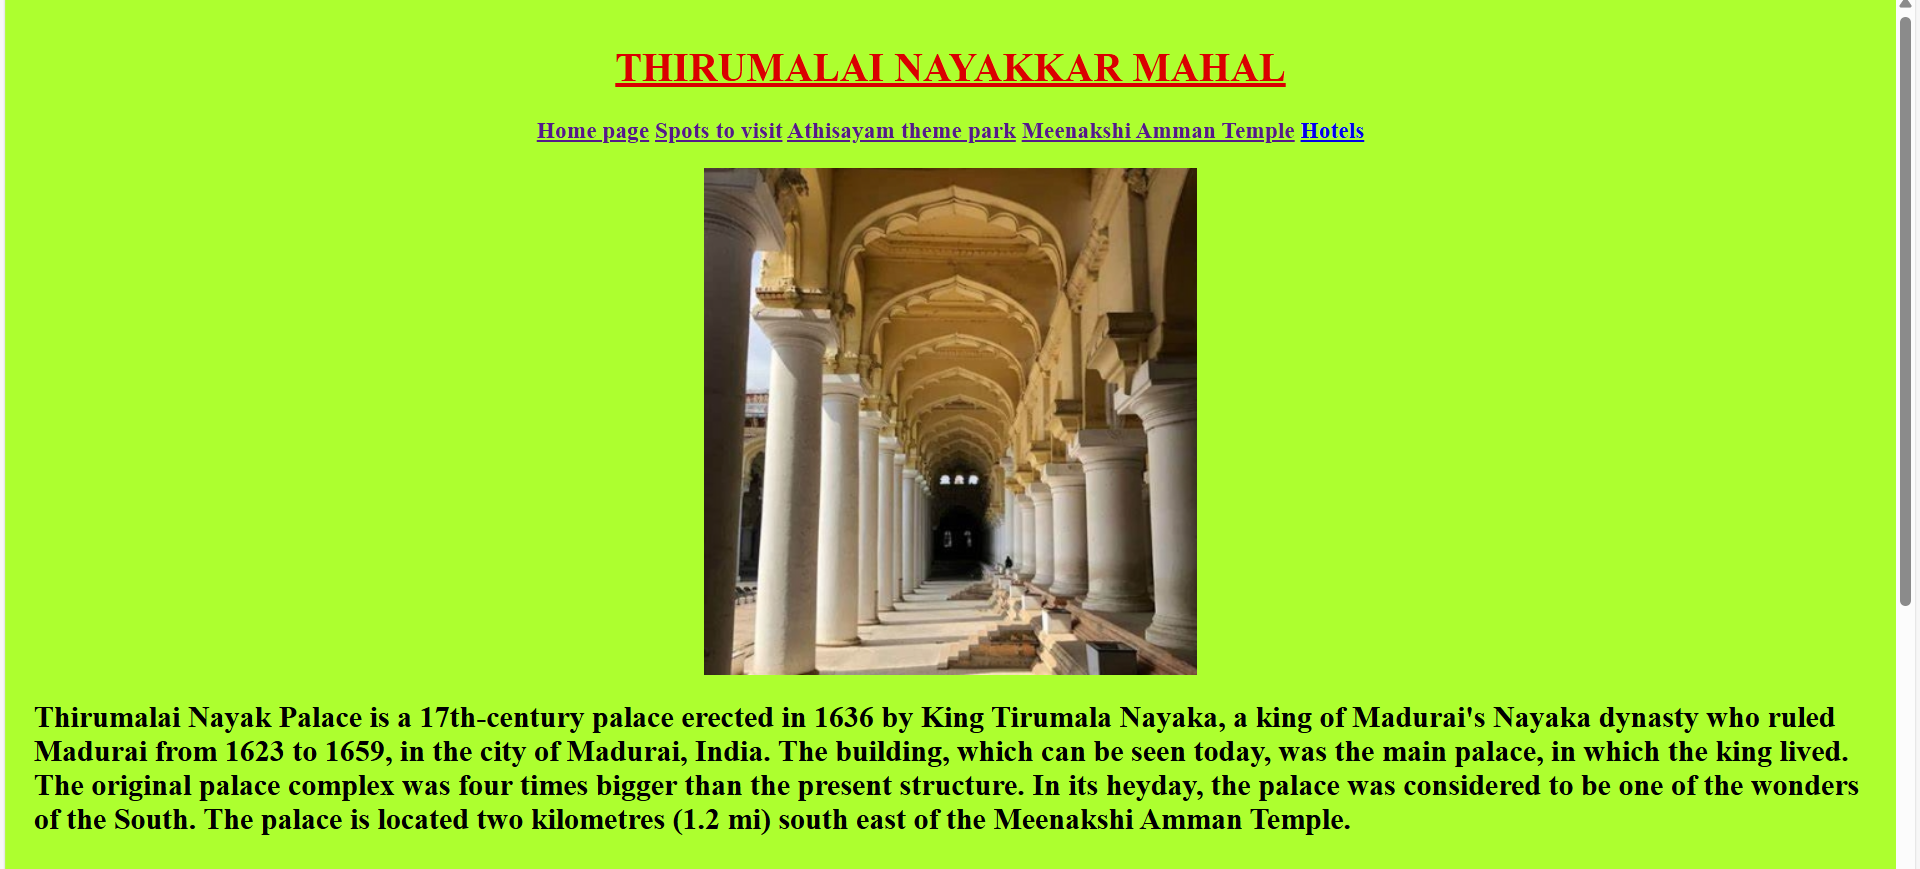 THIRUMALAI NAYAKKAR MAHAL
Home page Spots to visit Athisayam theme park Meenakshi Amman Temple Hotels
Thirumalai Nayak Palace is a 17th-century palace erected in 1636 by King Tirumala Nayaka, a king of Madurai's Nayaka dynasty who ruled
Madurai from 1623 to 1659, in the city of Madurai, India. The building, which can be seen today, was the main palace, in which the king lived.
The original palace complex was four times bigger than the present structure. In its heyday, the palace was considered to be one of the wonders
of the South. The palace is located two kilometres (1.2 mi) south east of the Meenakshi Amman Temple.